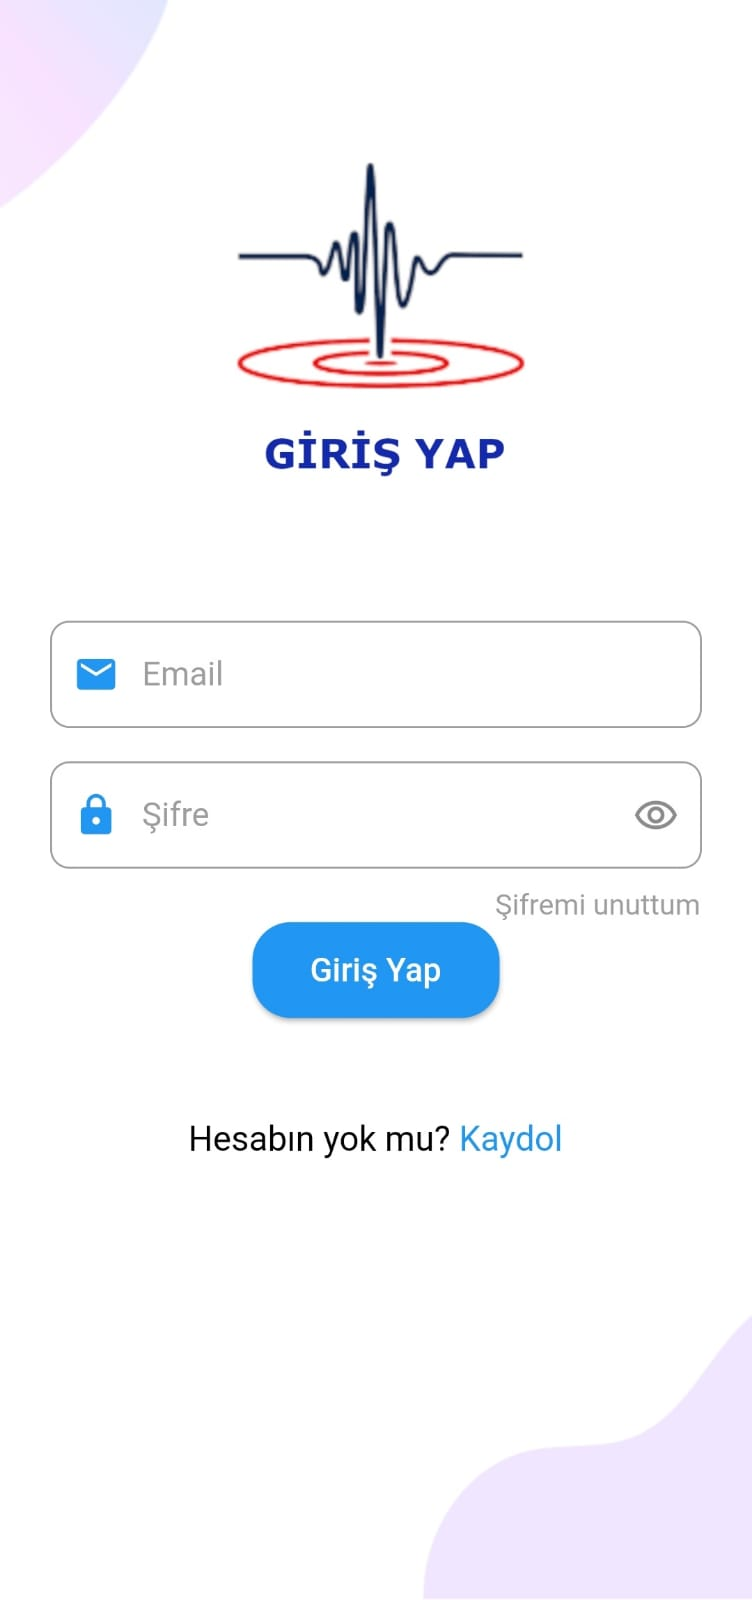 GİRİŞ YAP
Email
Şifre
Şifremi unuttum
Giriş Yap
Hesabın yok mu? Kaydol